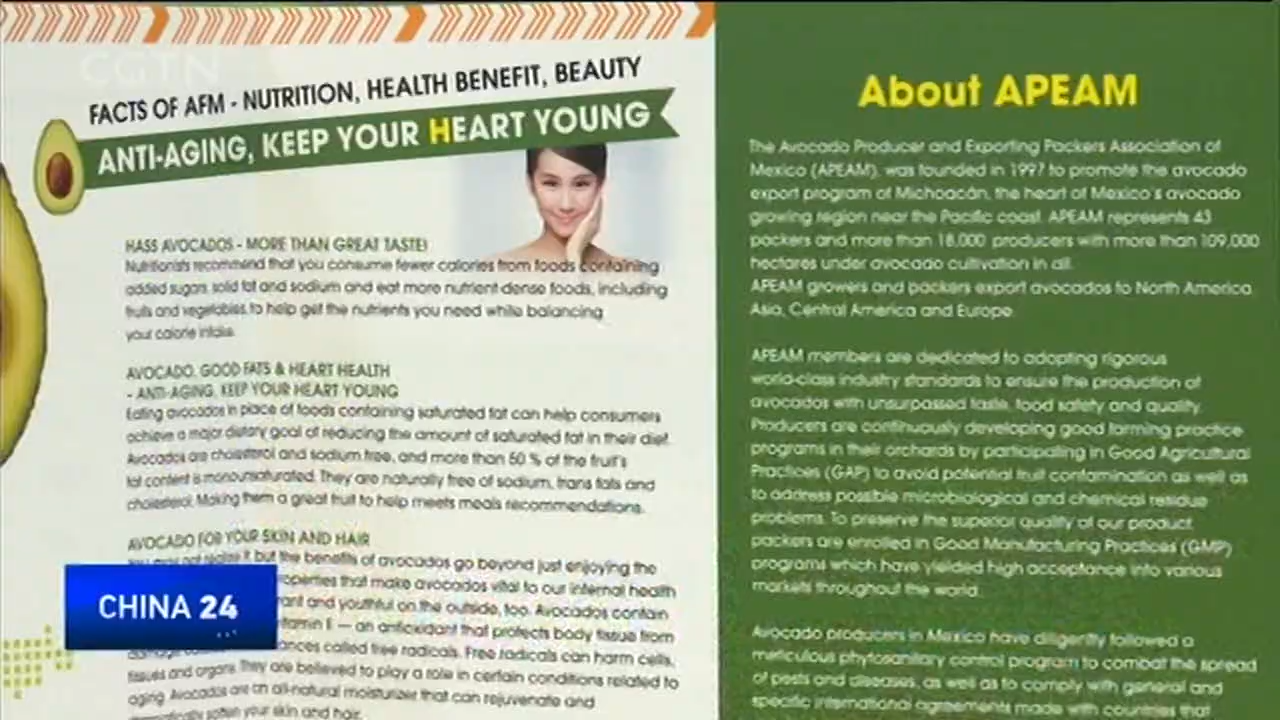 CGTN
FACTS OF AFM - NUTRITION, HEALTH BENEFIT, BEAUTY
ANTI-AGING, KEEP YOUR HEART YOUNG
HASS AVOCADOS - MORE THAN GREAT TASTE!
Nutritionists recommend that you consume fewer calories from foods containing
added sugars, solid fat and sodium and eat more nutrient-dense foods, including
fruits and vegetables, to help get the nutrients you need while balancing
your calorie intake.
AVOCADO, GOOD FATS & HEART HEALTH
- ANTI-AGING, KEEP YOUR HEART YOUNG
Eating avocados in place of foods containing saturated fat can help consumers
achieve a major dietary goal of reducing the amount of saturated fat in their diet.
Avocados are cholesterol and sodium free, and more than 60 % of the fruit's
fat content is monounsaturated. They are naturally free of sodium, trans fats and
cholesterol. Making them a great fruit to help meets meals recommendations.
AVOCADO FOR YOUR SKIN AND HAIR
You may not realize it but the benefits of avocados go beyond just enjoying the
properties that make avocados vital to our internal health
and youthful on the outside, too. Avocados contain
vitamin E — an antioxidant that protects body tissue from
damage called free radicals. Free radicals can harm cells,
tissues and organs. They are believed to play a role in certain conditions related to
aging. Avocados are an all-natural moisturizer that can rejuvenate and
soften your skin and hair.
CHINA 24
About APEAM
The Avocado Producer and Exporting Packers Association of
Mexico (APEAM), was founded in 1997 to promote the avocado
export program of Michoacán, the heart of Mexico's avocado
growing region near the Pacific coast. APEAM represents 43
packers and more than 18,000 producers with more than 109,000
hectares under avocado cultivation in all.
APEAM growers and packers export avocados to North America,
Asia, Central America and Europe.
APEAM members are dedicated to adopting rigorous
world-class industry standards to ensure the production of
avocados with unsurpassed taste, food safety and quality.
Producers are continuously developing good farming practice
programs in their orchards by participating in Good Agricultural
Practices (GAP) to avoid potential fruit contamination as well as
to address possible microbiological and chemical residue
problems. To preserve the superior quality of our product,
packers are enrolled in Good Manufacturing Practices (GMP)
programs which have yielded high acceptance into various
markets throughout the world.
Avocado producers in Mexico have diligently followed a
meticulous phytosanitary control program to combat the spread
of pests and diseases, as well as to comply with general and
specific international agreements made with countries that